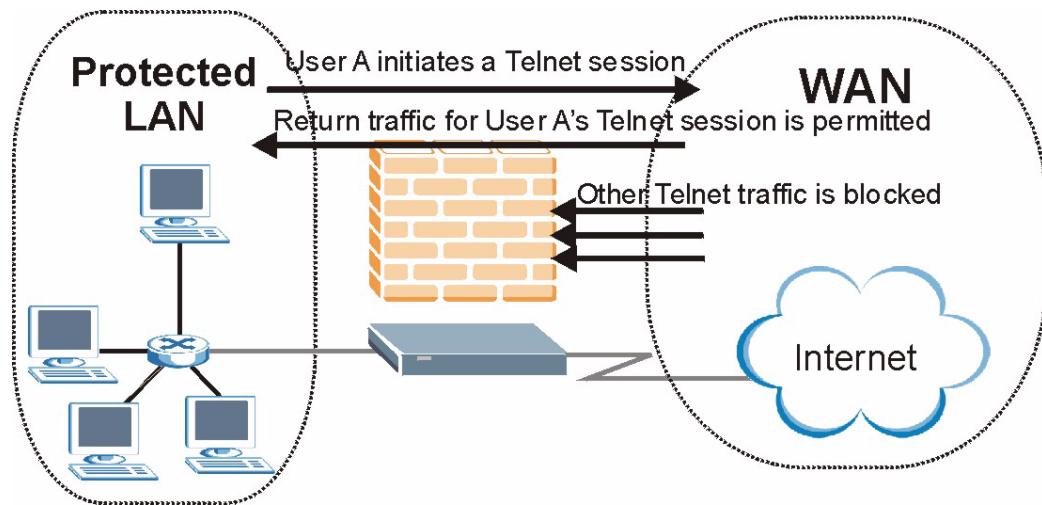 Protected
LAN
User A initiates a Telnet session
WAN
Return traffic for User A's Telnet session is permitted
Other Telnet traffic is blocked
Internet